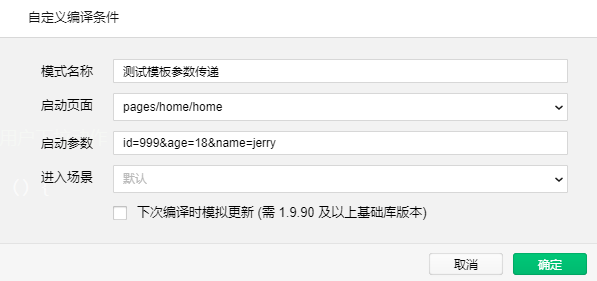 自定义编译条件
模式名称 测试模板参数传递
启动页面 pages/home/home
启动参数 id=999&age=18&name=jerry
进入场景 默认
下次编译时模拟更新 (需 1.9.90 及以上基础库版本)
取消 确定